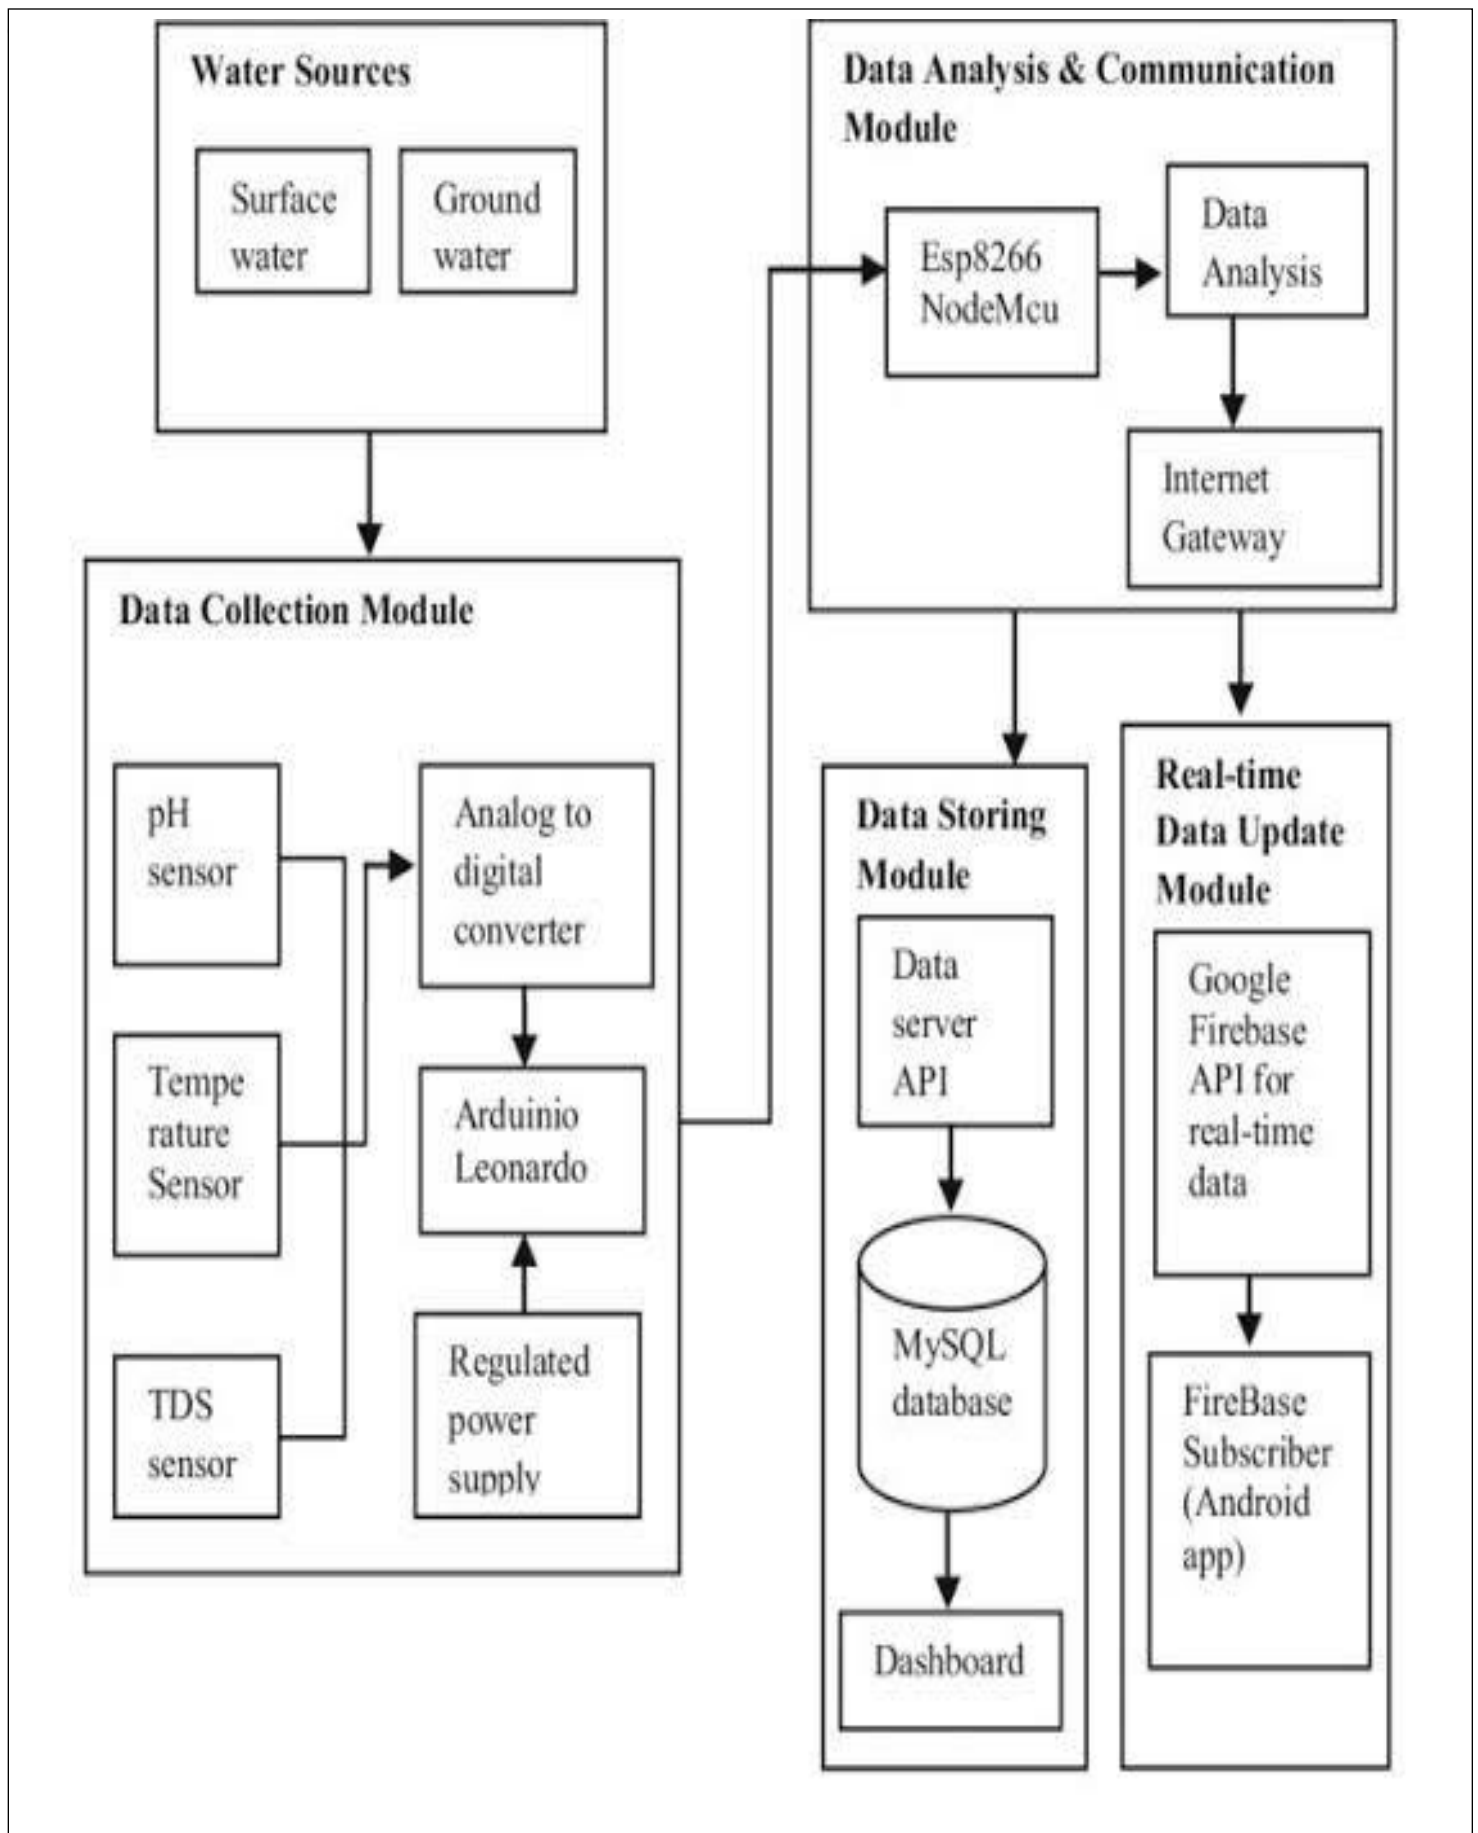 Water Sources
Surface
water
Ground
water
Data Collection Module
pH
sensor
Tempe
rature
Sensor
TDS
sensor
Analog to
digital
converter
Arduinio
Leonardo
Regulated
power
supply
Data Analysis & Communication
Module
Esp8266
NodeMcu
Data
Analysis
Internet
Gateway
Data Storing
Module
Data
server
API
MySQL
database
Dashboard
Real-time
Data Update
Module
Google
Firebase
API for
real-time
data
FireBase
Subscriber
(Android
app)